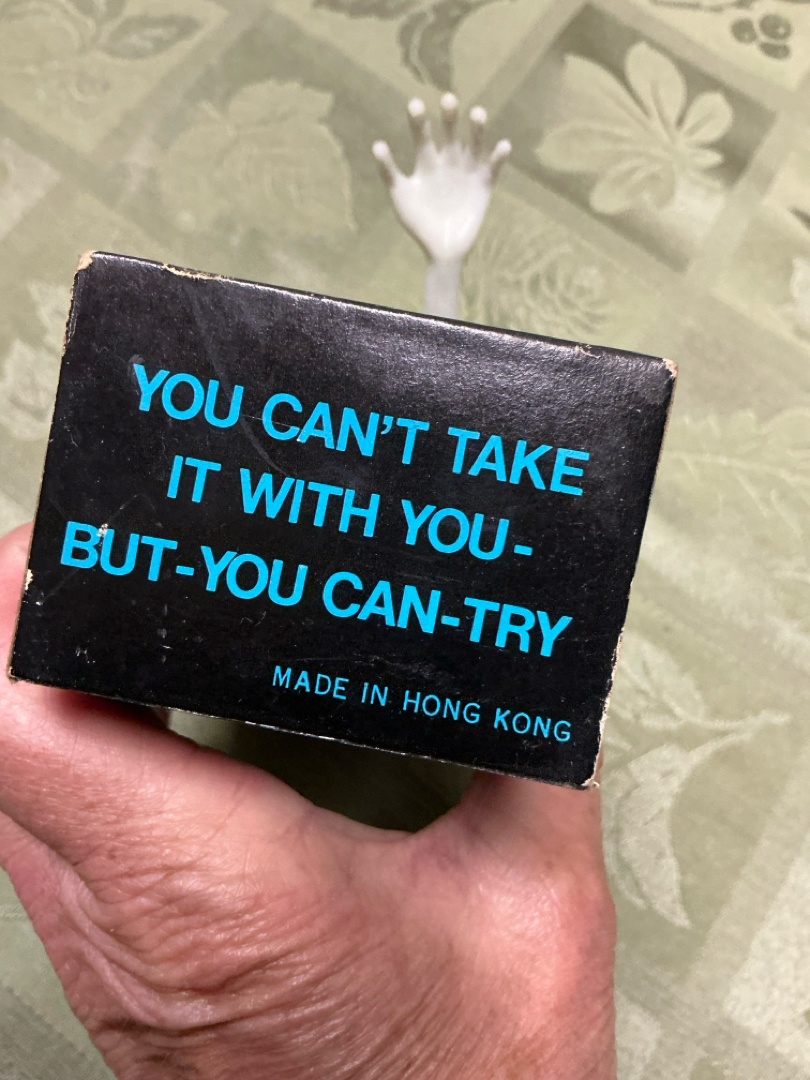 YOU CAN'T TAKE
IT WITH YOU-
BUT-YOU CAN-TRY
MADE IN HONG KONG